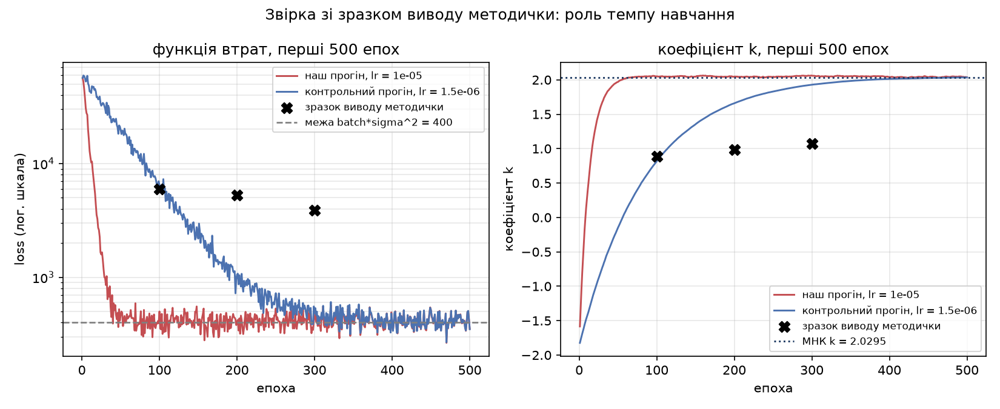 Звірка зі зразком виводу методички: роль темпу навчання
функція втрат, перші 500 епох
loss (лог. шкала)
10^4
10^3
наш прогін, lr = 1e-05
контрольний прогін, lr = 1.5e-06
зразок виводу методички
межа batch*sigma^2 = 400
0 100 200 300 400 500
епоха
коефіцієнт k, перші 500 епох
коефіцієнт k
2.0
1.5
1.0
0.5
0.0
−0.5
−1.0
−1.5
−2.0
наш прогін, lr = 1e-05
контрольний прогін, lr = 1.5e-06
зразок виводу методички
МНК k = 2.0295
0 100 200 300 400 500
епоха